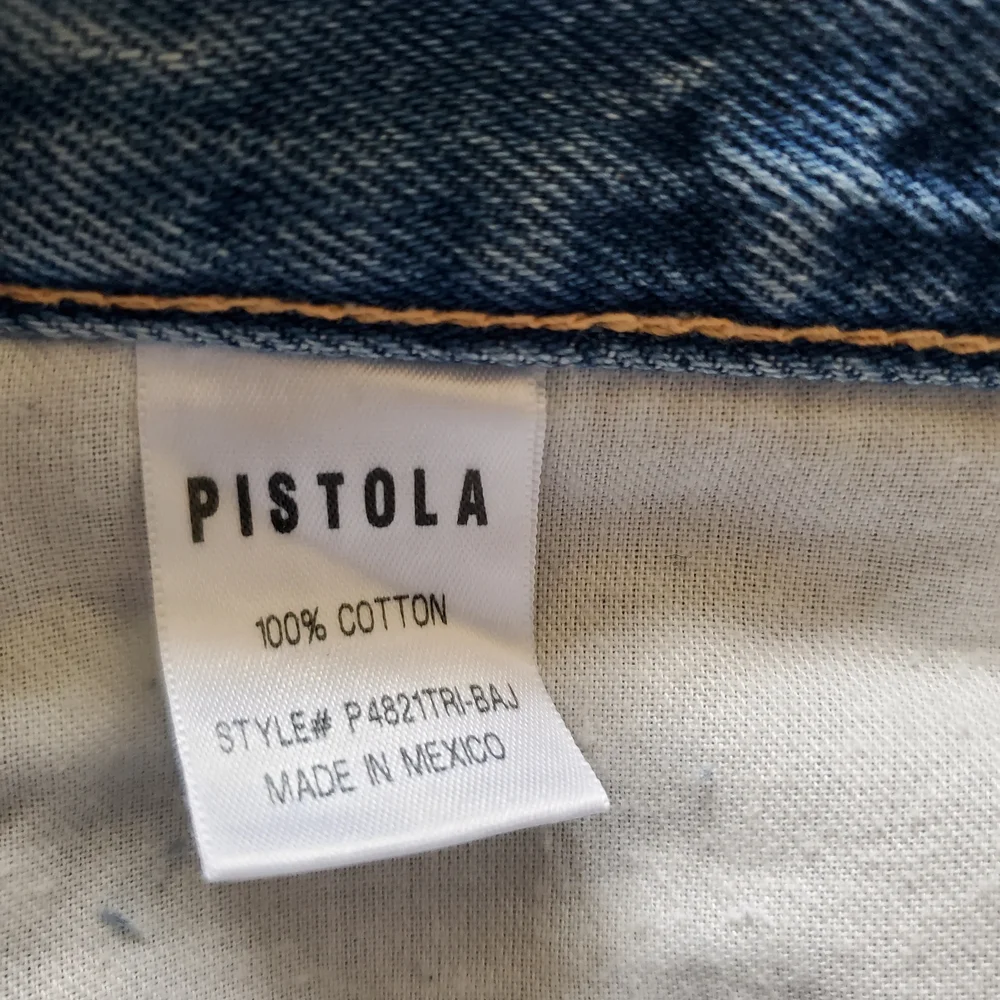 PISTOLA
100% COTTON
STYLE# P4821TRI-BAJ
MADE IN MEXICO